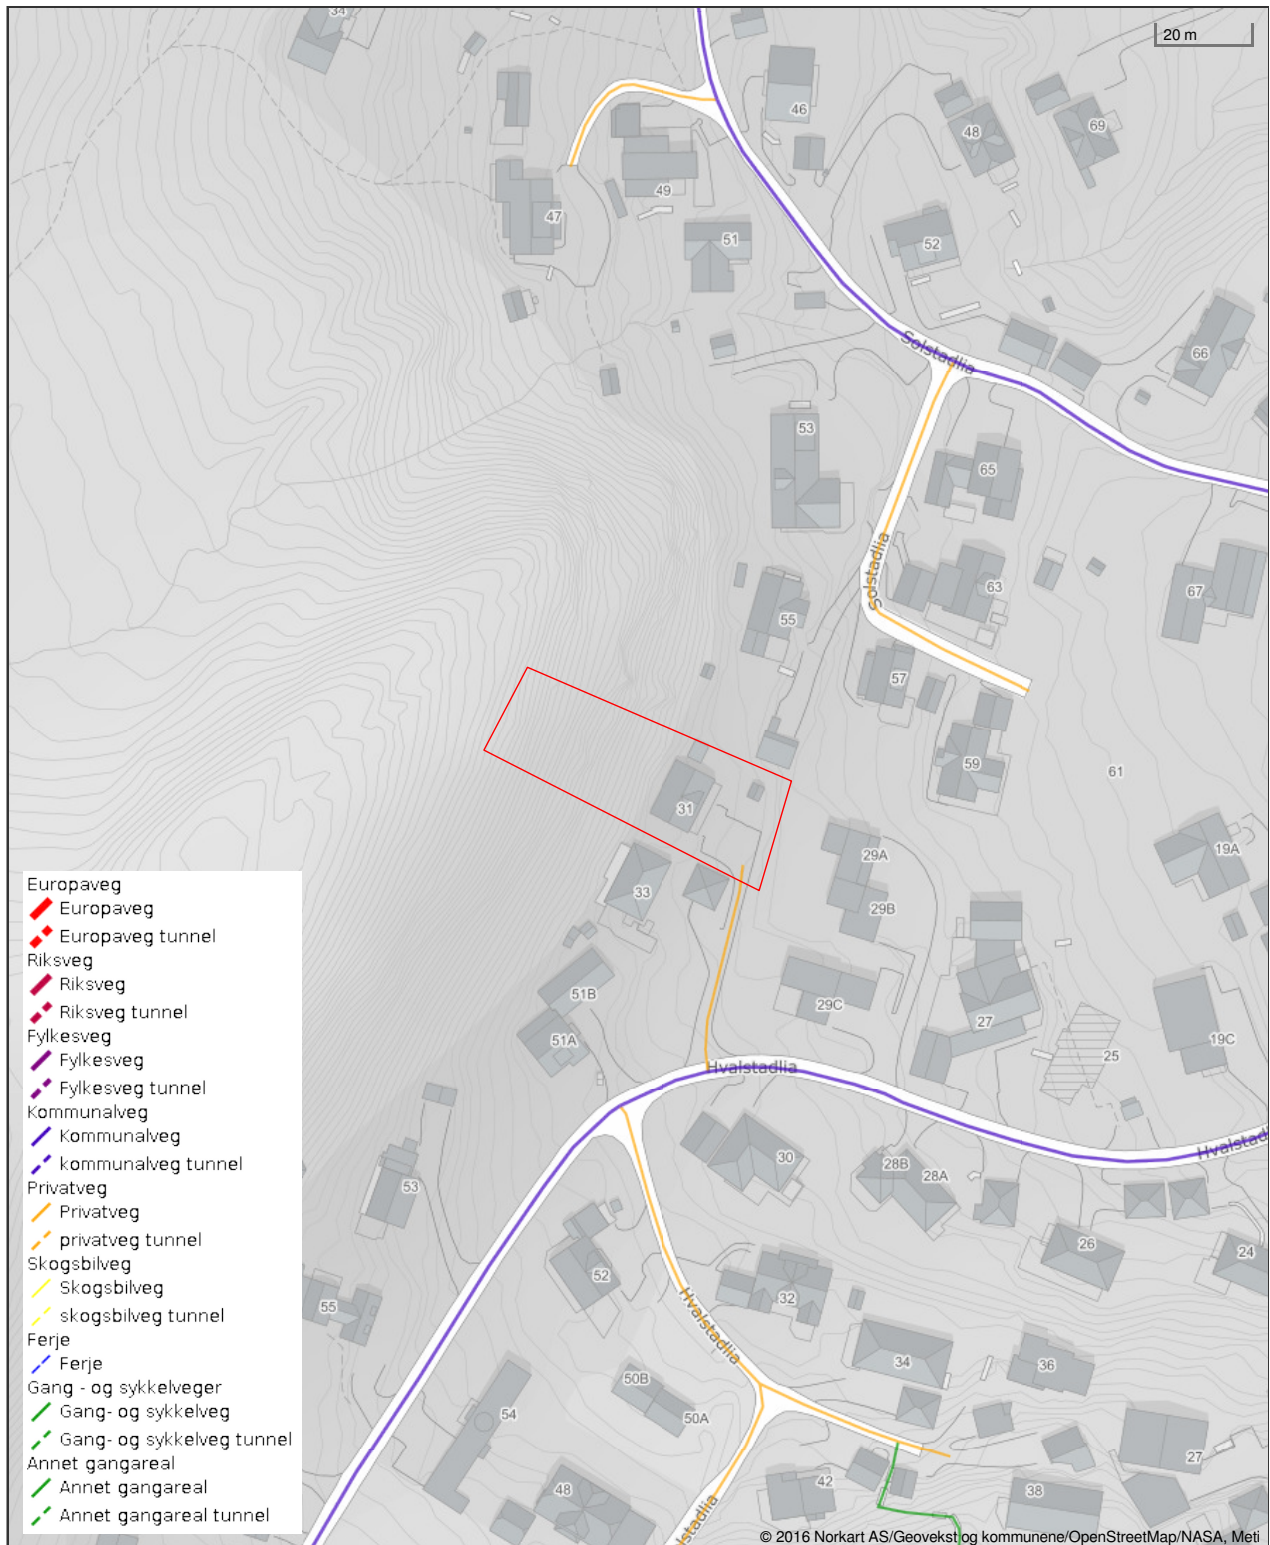 34
20 m
46
48
69
49
47
51
52
Solstadlia
66
53
65
Solstadlia
63
67
55
57
59
61
31
29A
19A
33
29B
51B
29C
27
51A
25
19C
Hvalstadlia
Hvalstad
30
28B
28A
53
26
24
52
32
55
Hvalstadlia
34
36
50B
50A
54
27
42
48
38
lstadlia
Europaveg
Europaveg
Europaveg tunnel
Riksveg
Riksveg
Riksveg tunnel
Fylkesveg
Fylkesveg
Fylkesveg tunnel
Kommunalveg
Kommunalveg
kommunalveg tunnel
Privatveg
Privatveg
privatveg tunnel
Skogsbilveg
Skogsbilveg
skogsbilveg tunnel
Ferje
Ferje
Gang - og sykkelveger
Gang- og sykkelveg
Gang- og sykkelveg tunnel
Annet gangareal
Annet gangareal
Annet gangareal tunnel
© 2016 Norkart AS/Geovekst og kommunene/OpenStreetMap/NASA, Meti